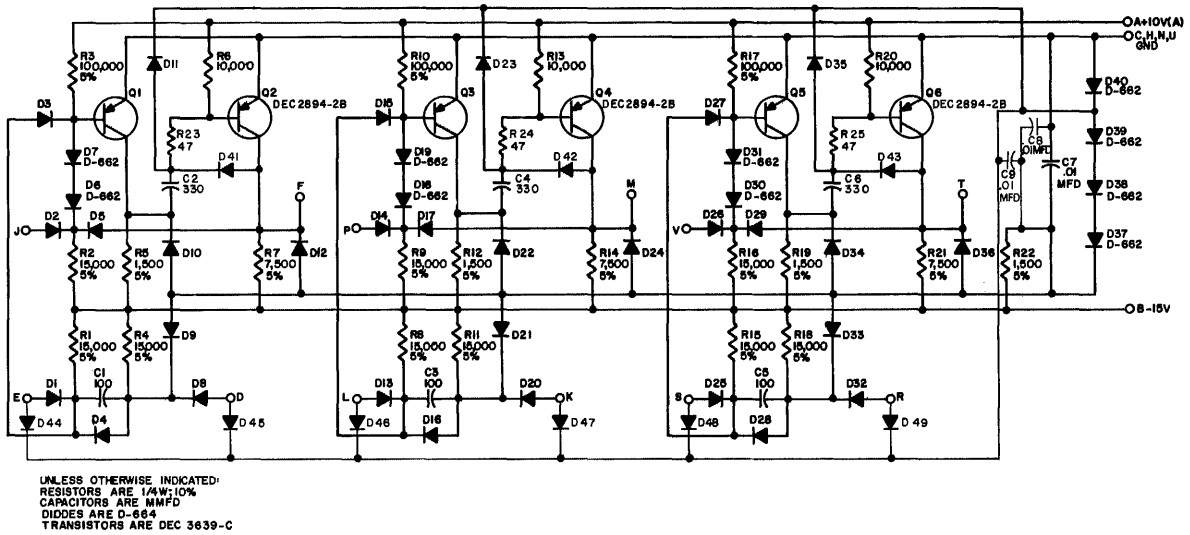 A+10V(A)
C,H,N,U
GND
R3
100,000
5%
D11
R6
10,000
Q1
Q2
DEC2894-2B
D3
R23
47
D7
D-662
D41
C2
330
D6
D-662
F
J
D2
D5
R2
15,000
5%
R5
1,500
5%
D10
R7
7,500
5%
D12
R1
15,000
5%
R4
15,000
5%
D9
E
D1
C1
100
D8
D
D44
D4
D45
R10
100,000
5%
D23
R13
10,000
Q3
Q4
DEC2894-2B
D15
R24
47
D19
D-662
D42
C4
330
D18
D-662
M
P
D14
D17
R9
15,000
5%
R12
1,500
5%
D22
R14
7,500
5%
D24
R8
15,000
5%
R11
15,000
5%
D21
L
D13
C3
100
D20
K
D46
D16
D47
R17
100,000
5%
D35
R20
10,000
Q5
Q6
DEC2894-2B
D27
R25
47
D31
D-662
D43
C6
330
D30
D-662
T
V
D26
D29
R16
15,000
5%
R19
1,500
5%
D34
R21
7,500
5%
D36
R15
15,000
5%
R18
15,000
5%
D33
S
D25
C5
100
D32
R
D48
D28
D49
D40
D-662
D39
D-662
D38
D-662
D37
D-662
C8
.01MFD
C9
.01
MFD
C7
.01
MFD
R22
1,500
5%
B-15V
UNLESS OTHERWISE INDICATED:
RESISTORS ARE 1/4W;10%
CAPACITORS ARE MMFD
DIODES ARE D-664
TRANSISTORS ARE DEC 3639-C